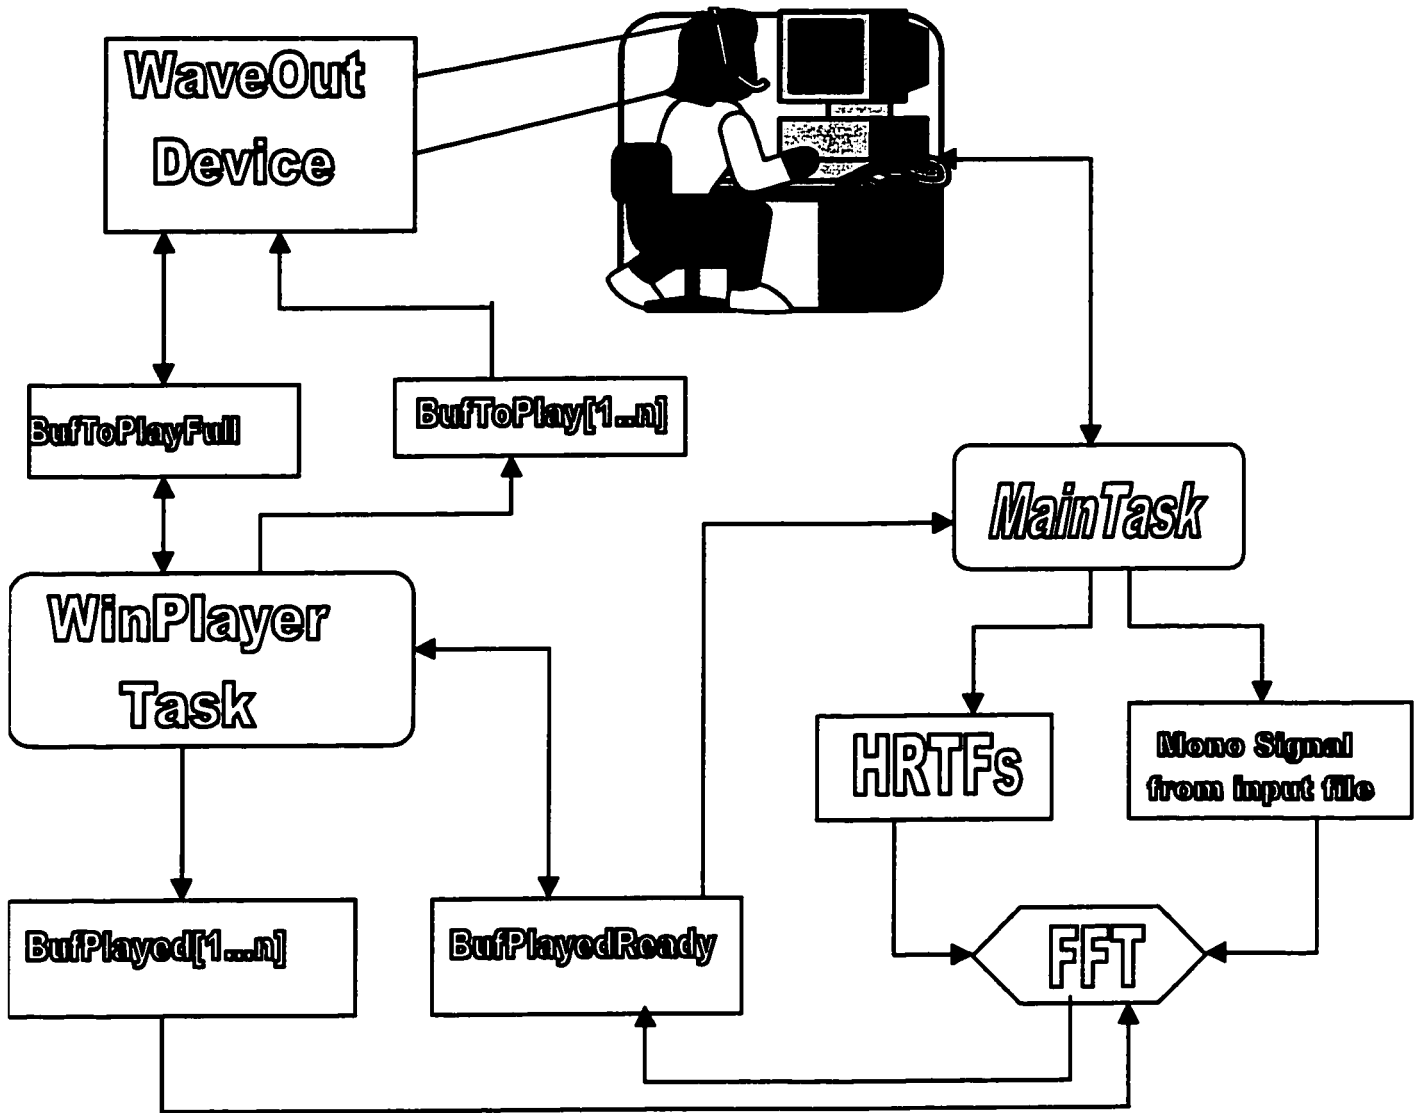 WaveOut
Device
BufToPlayFull
BufToPlay[1..n]
MainTask
WinPlayer
Task
HRTFs
Mono Signal
from input file
BufPlayed[1...n]
BufPlayedReady
FFT